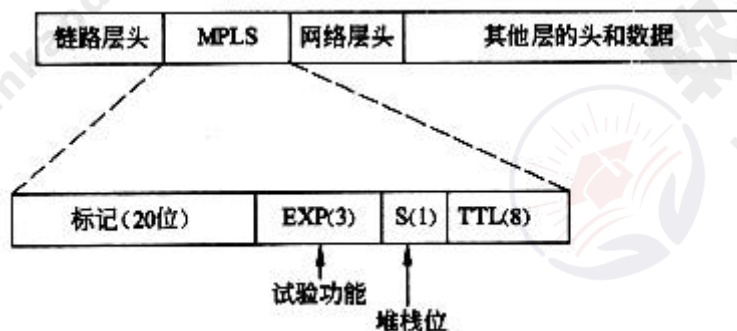 链路层头 MPLS 网络层头 其他层的头和数据
标记(20位) EXP(3) S(1) TTL(8)
试验功能
堆栈位